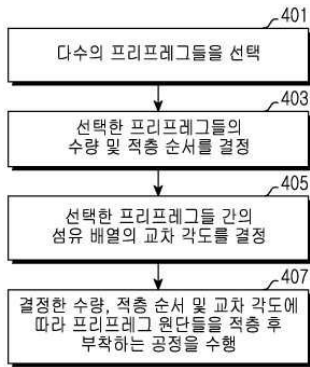 401
다수의 프리프레그들을 선택
403
선택한 프리프레그들의
수량 및 적층 순서를 결정
405
선택한 프리프레그들 간의
섬유 배열의 교차 각도를 결정
407
결정한 수량, 적층 순서 및 교차 각도에
따라 프리프레그 원단들을 적층 후
부착하는 공정을 수행